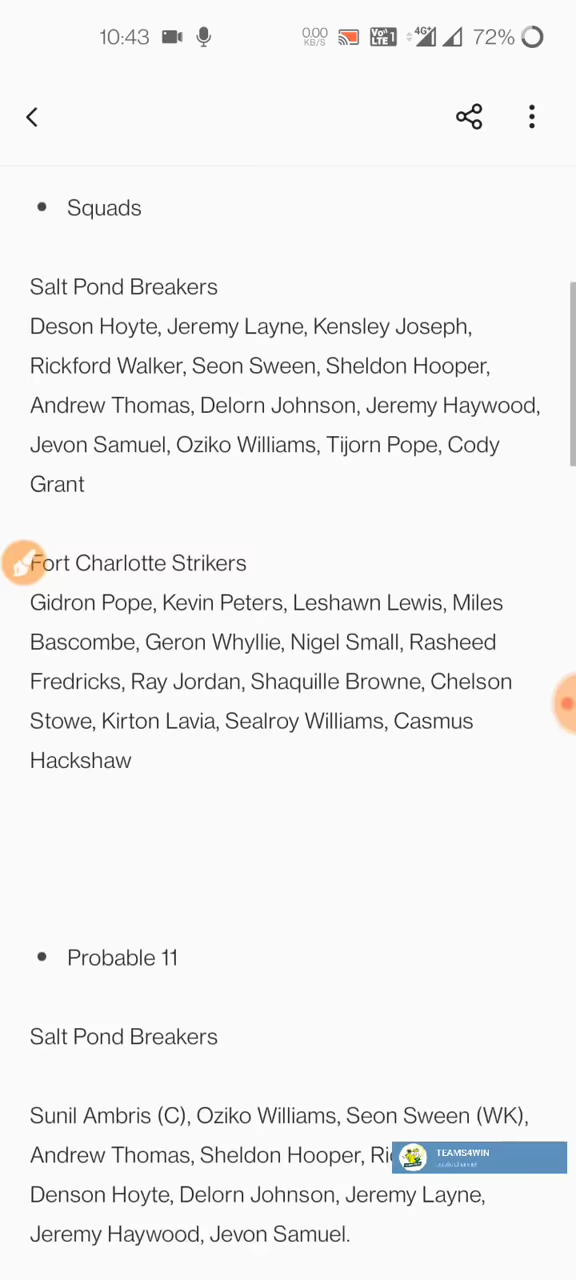 10:43 0.00 KB/S Vo) LTE 1 4G+ 72%
Squads
Salt Pond Breakers
Deson Hoyte, Jeremy Layne, Kensley Joseph,
Rickford Walker, Seon Sween, Sheldon Hooper,
Andrew Thomas, Delorn Johnson, Jeremy Haywood,
Jevon Samuel, Oziko Williams, Tijorn Pope, Cody
Grant
Fort Charlotte Strikers
Gidron Pope, Kevin Peters, Leshawn Lewis, Miles
Bascombe, Geron Whyllie, Nigel Small, Rasheed
Fredricks, Ray Jordan, Shaquille Browne, Chelson
Stowe, Kirton Lavia, Sealroy Williams, Casmus
Hackshaw
Probable 11
Salt Pond Breakers
Sunil Ambris (C), Oziko Williams, Seon Sween (WK),
Andrew Thomas, Sheldon Hooper,
TEAMS4WIN
Denson Hoyte, Delorn Johnson, Jeremy Layne,
Jeremy Haywood, Jevon Samuel.